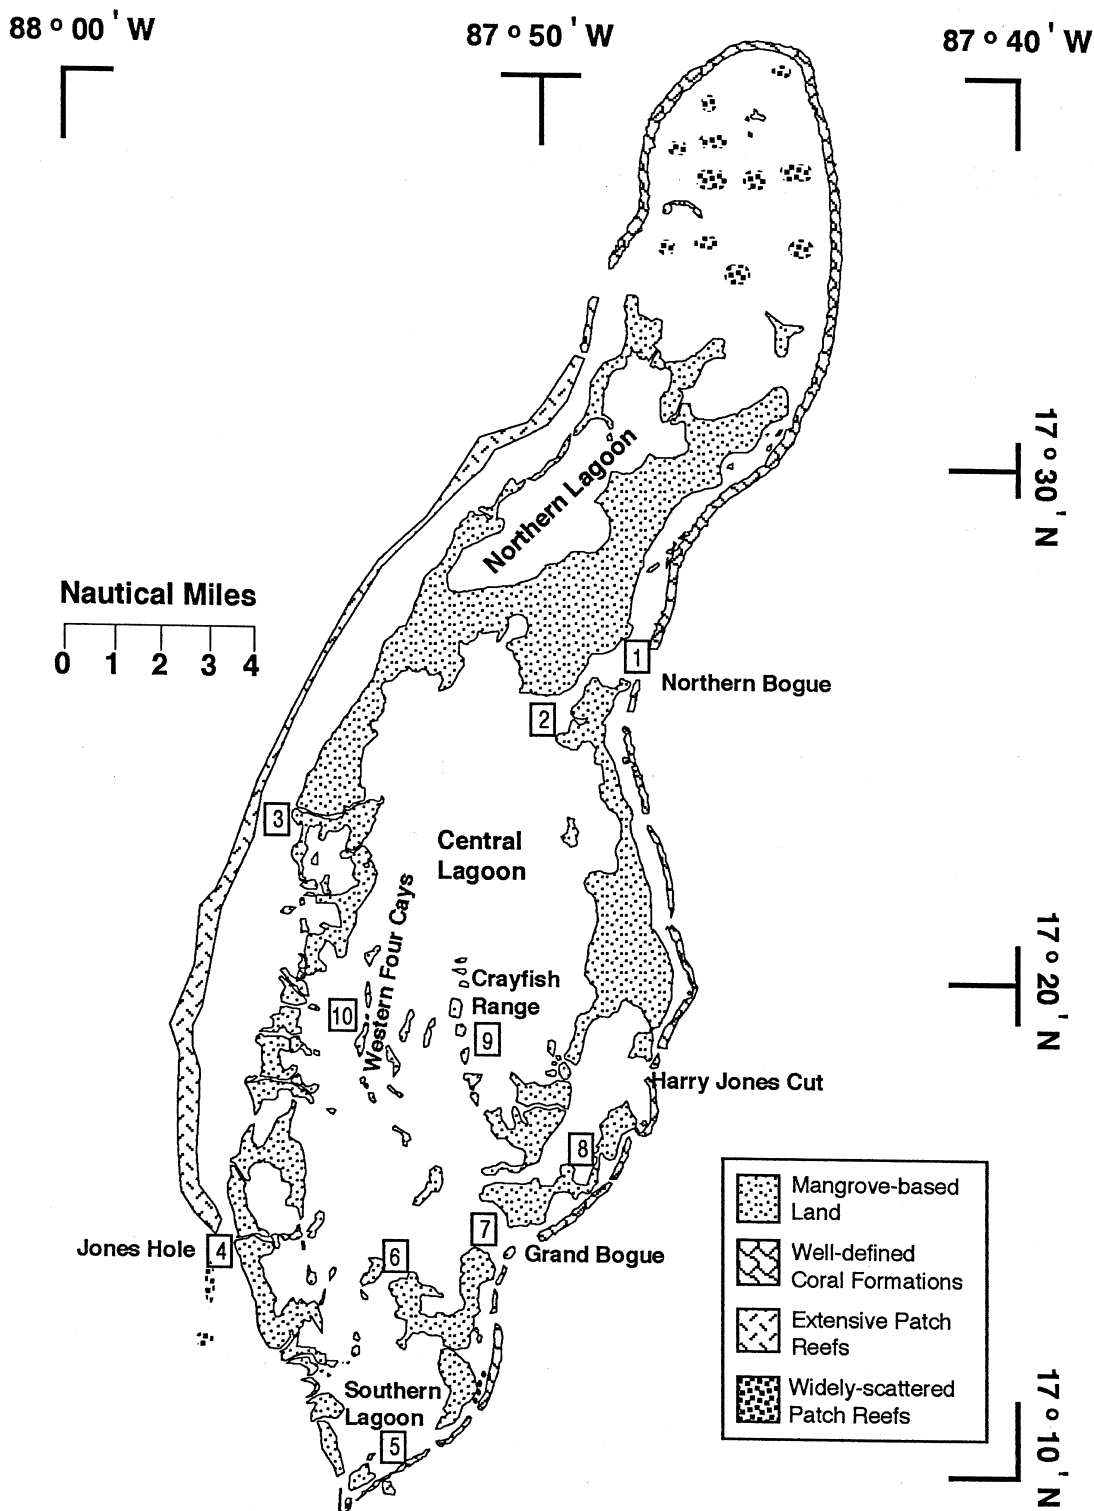 88 ° 00 ' W
87 ° 50 ' W
87 ° 40 ' W
17 ° 30 ' N
Northern Lagoon
Nautical Miles
0 1 2 3 4
1
Northern Bogue
2
3
Central
Lagoon
Western Four Cays
17 ° 20 ' N
Crayfish
Range
10
9
Harry Jones Cut
8
Jones Hole
4
7
6
Grand Bogue
Mangrove-based
Land
Well-defined
Coral Formations
Extensive Patch
Reefs
Widely-scattered
Patch Reefs
Southern
Lagoon
5
17 ° 10 ' N